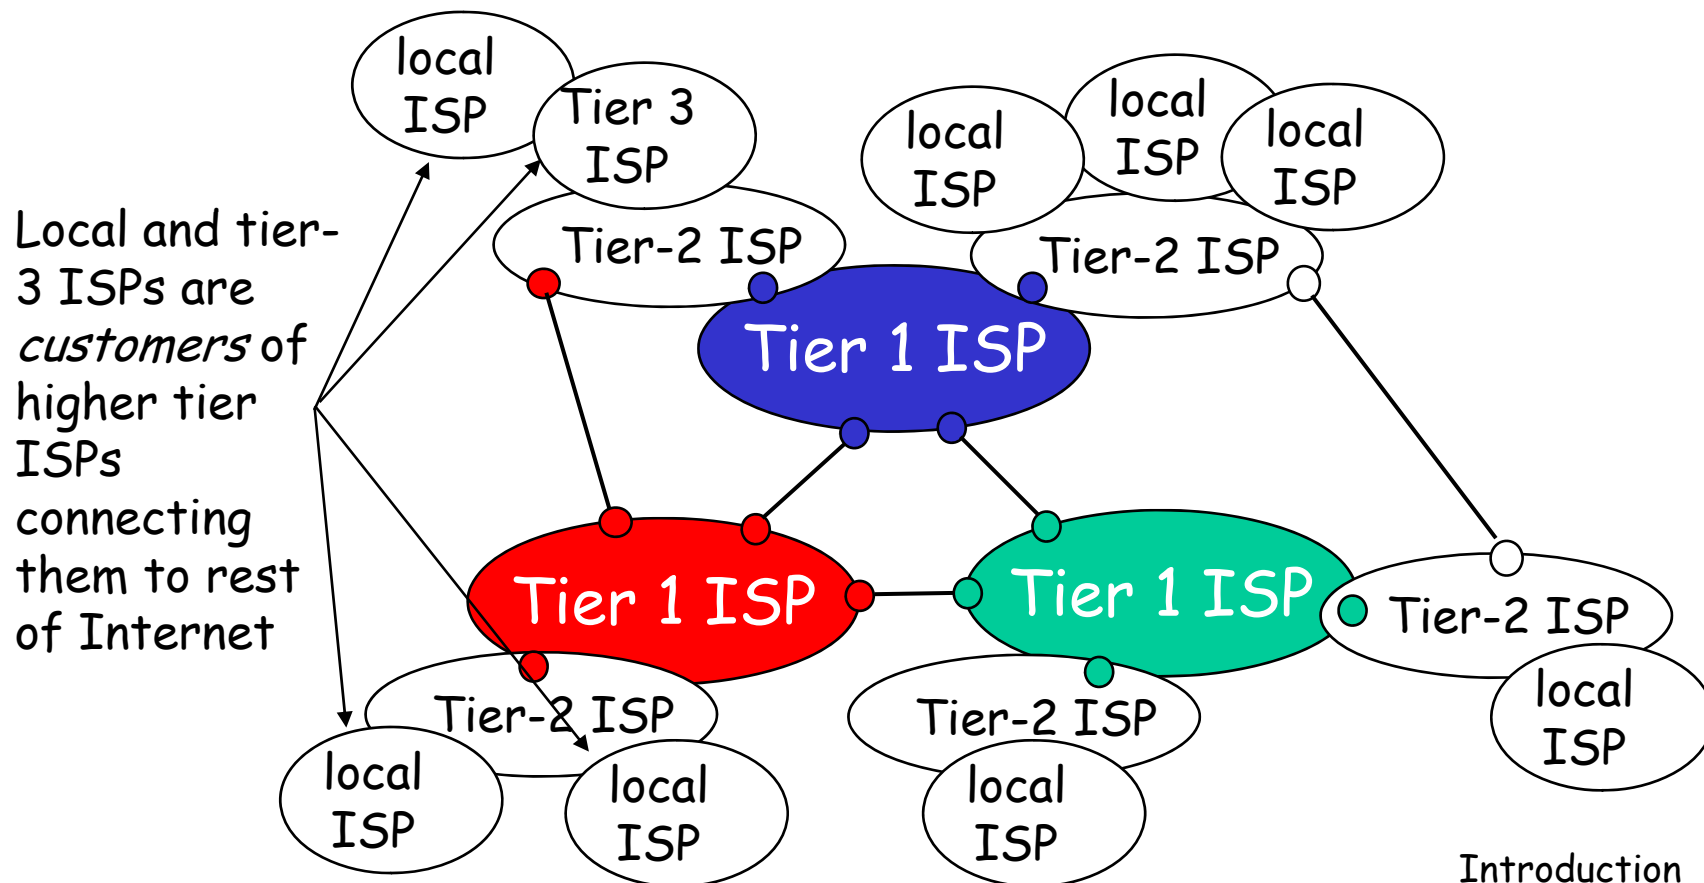 local
ISP
Tier 3
ISP
local
ISP
local
ISP
local
ISP
Local and tier-
3 ISPs are
customers of
higher tier
ISPs
connecting
them to rest
of Internet
Tier-2 ISP
Tier-2 ISP
Tier 1 ISP
Tier 1 ISP
Tier 1 ISP
Tier-2 ISP
Tier-2 ISP
Tier-2 ISP
local
ISP
local
ISP
local
ISP
local
ISP
Introduction